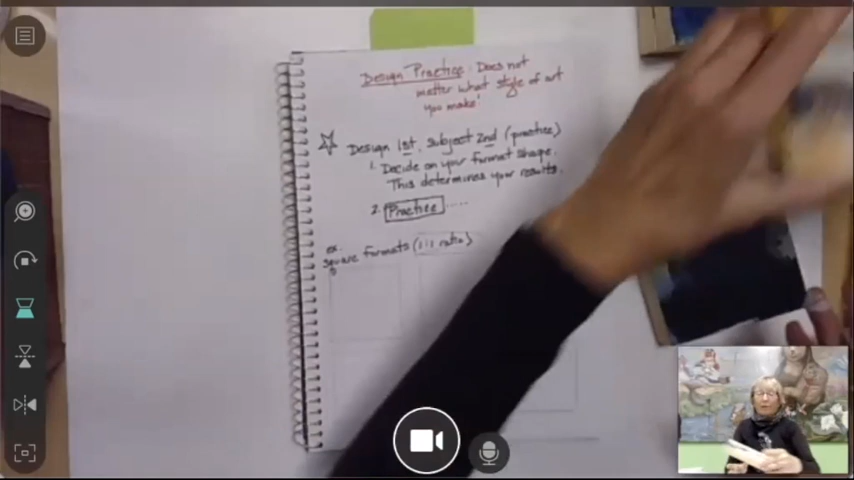 Design Practice: Does not
matter what style of art
you make!
Design 1st, subject 2nd (practice)
1. Decide on your format shape.
This determines your results.
2. Practice .....
ex.
square formats (1:1 ratio)